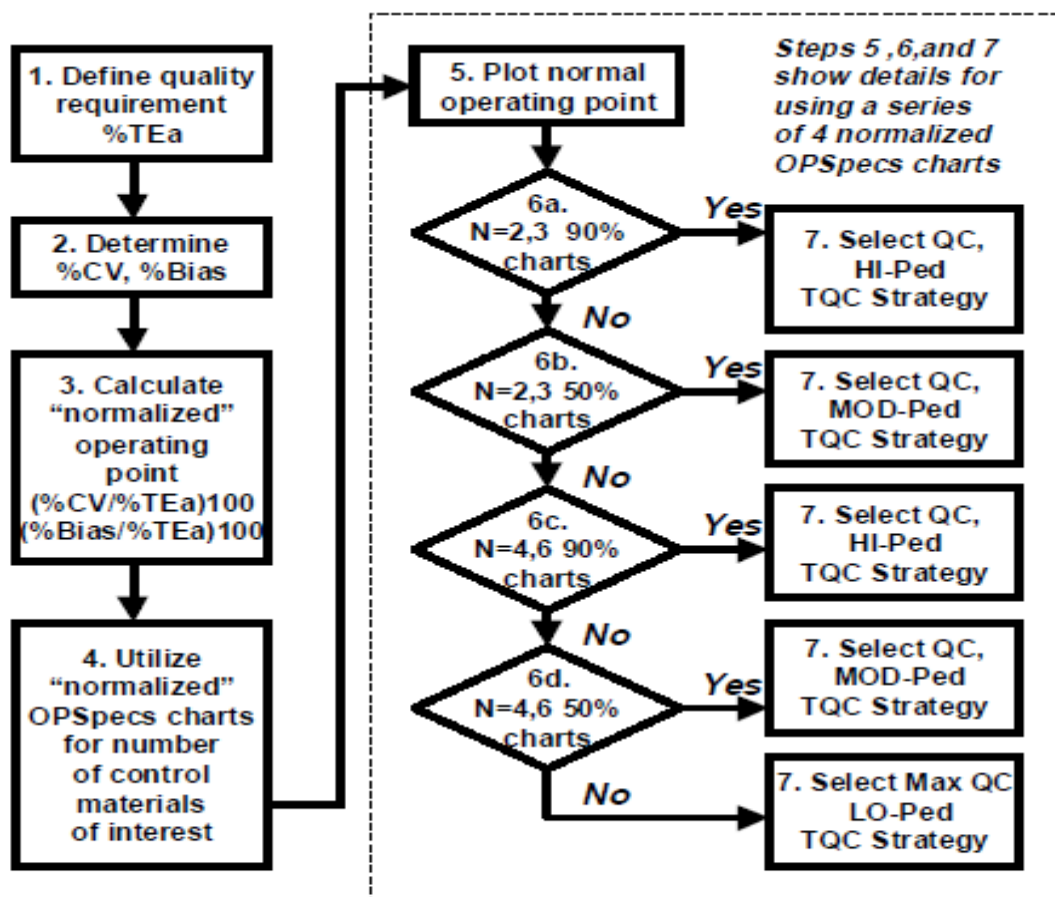 1. Define quality
requirement
%TEa
2. Determine
%CV, %Bias
3. Calculate
“normalized”
operating
point
(%CV/%TEa)100
(%Bias/%TEa)100
4. Utilize
“normalized”
OPSpecs charts
for number
of control
materials
of interest
5. Plot normal
operating point
Steps 5 ,6,and 7
show details for
using a series
of 4 normalized
OPSpecs charts
6a.
N=2,3 90%
charts
Yes
7. Select QC,
HI-Ped
TQC Strategy
No
6b.
N=2,3 50%
charts
Yes
7. Select QC,
MOD-Ped
TQC Strategy
No
6c.
N=4,6 90%
charts
Yes
7. Select QC,
HI-Ped
TQC Strategy
No
6d.
N=4,6 50%
charts
Yes
7. Select QC,
MOD-Ped
TQC Strategy
No
7. Select Max QC
LO-Ped
TQC Strategy